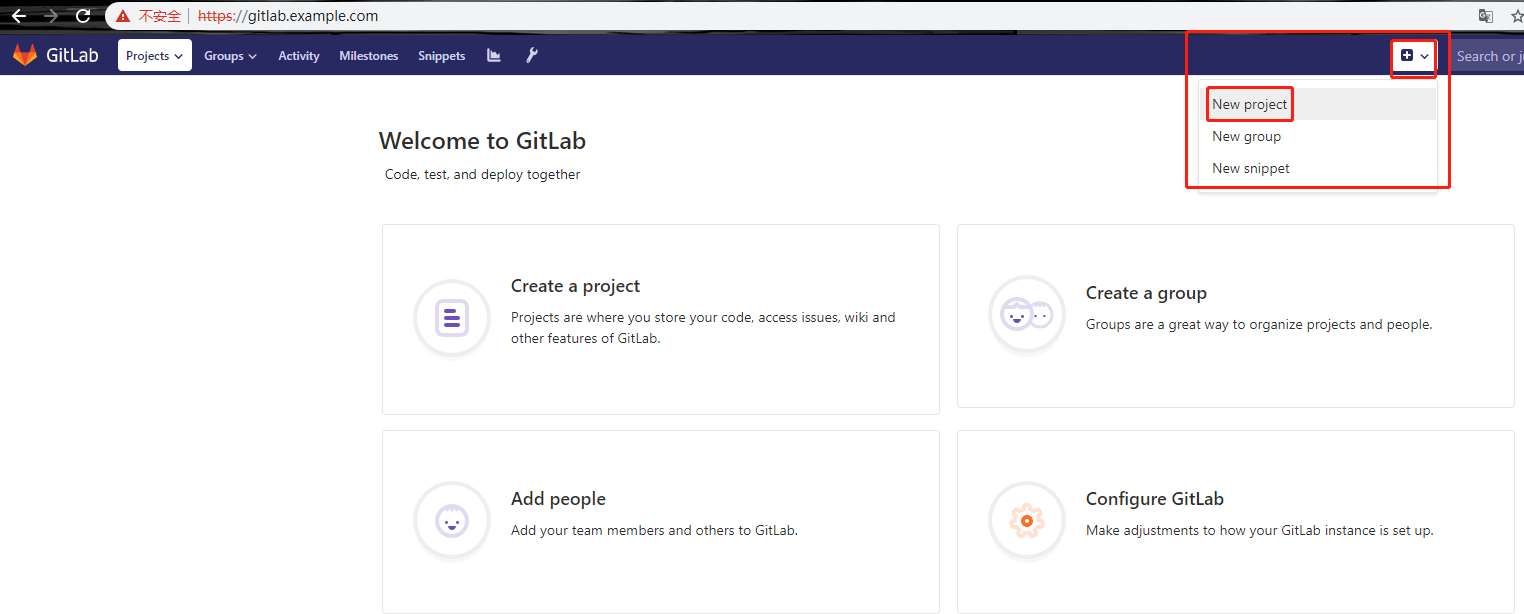 不安全 https://gitlab.example.com
GitLab Projects Groups Activity Milestones Snippets Search or j
New project
New group
New snippet
Welcome to GitLab
Code, test, and deploy together
Create a project
Projects are where you store your code, access issues, wiki and
other features of GitLab.
Create a group
Groups are a great way to organize projects and people.
Add people
Add your team members and others to GitLab.
Configure GitLab
Make adjustments to how your GitLab instance is set up.